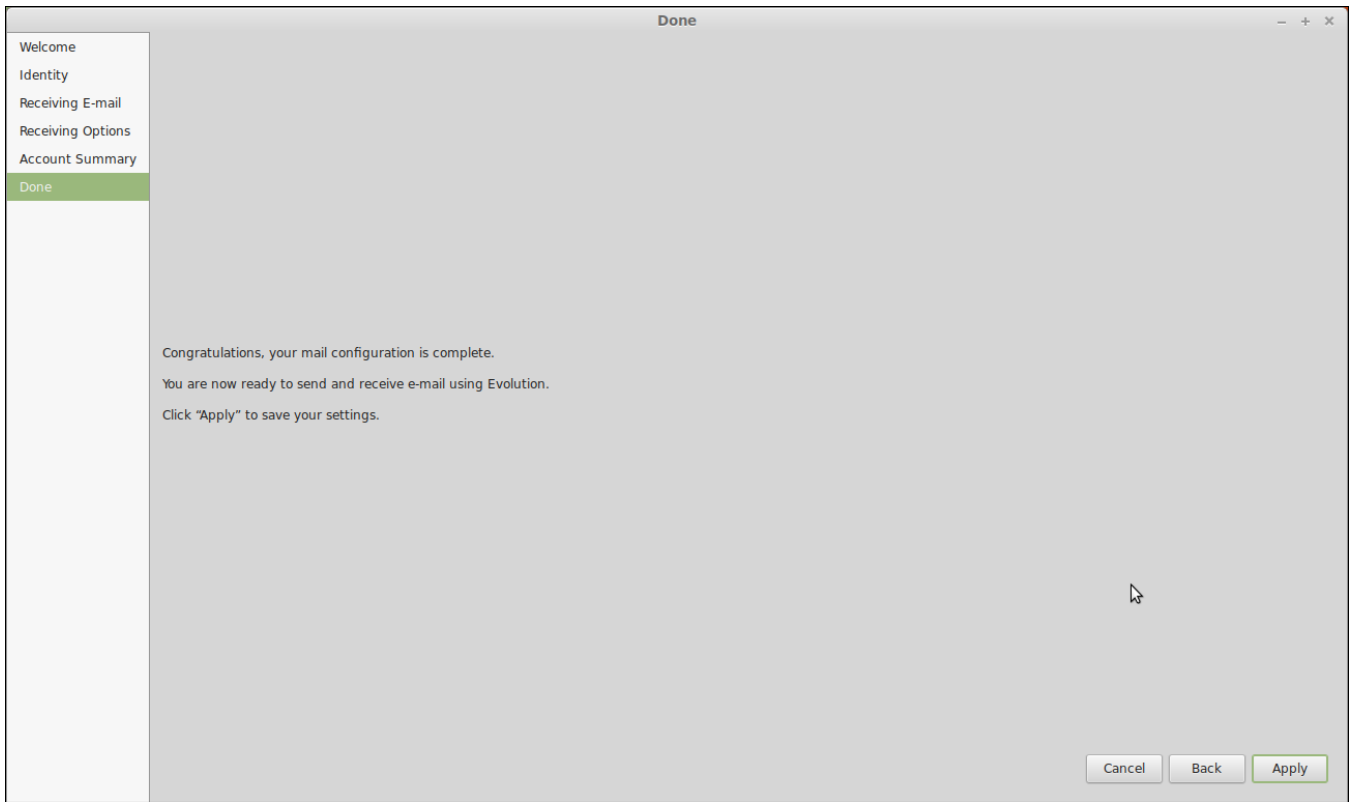 Done
Welcome
Identity
Receiving E-mail
Receiving Options
Account Summary
Done
Congratulations, your mail configuration is complete.
You are now ready to send and receive e-mail using Evolution.
Click “Apply” to save your settings.
Cancel Back Apply